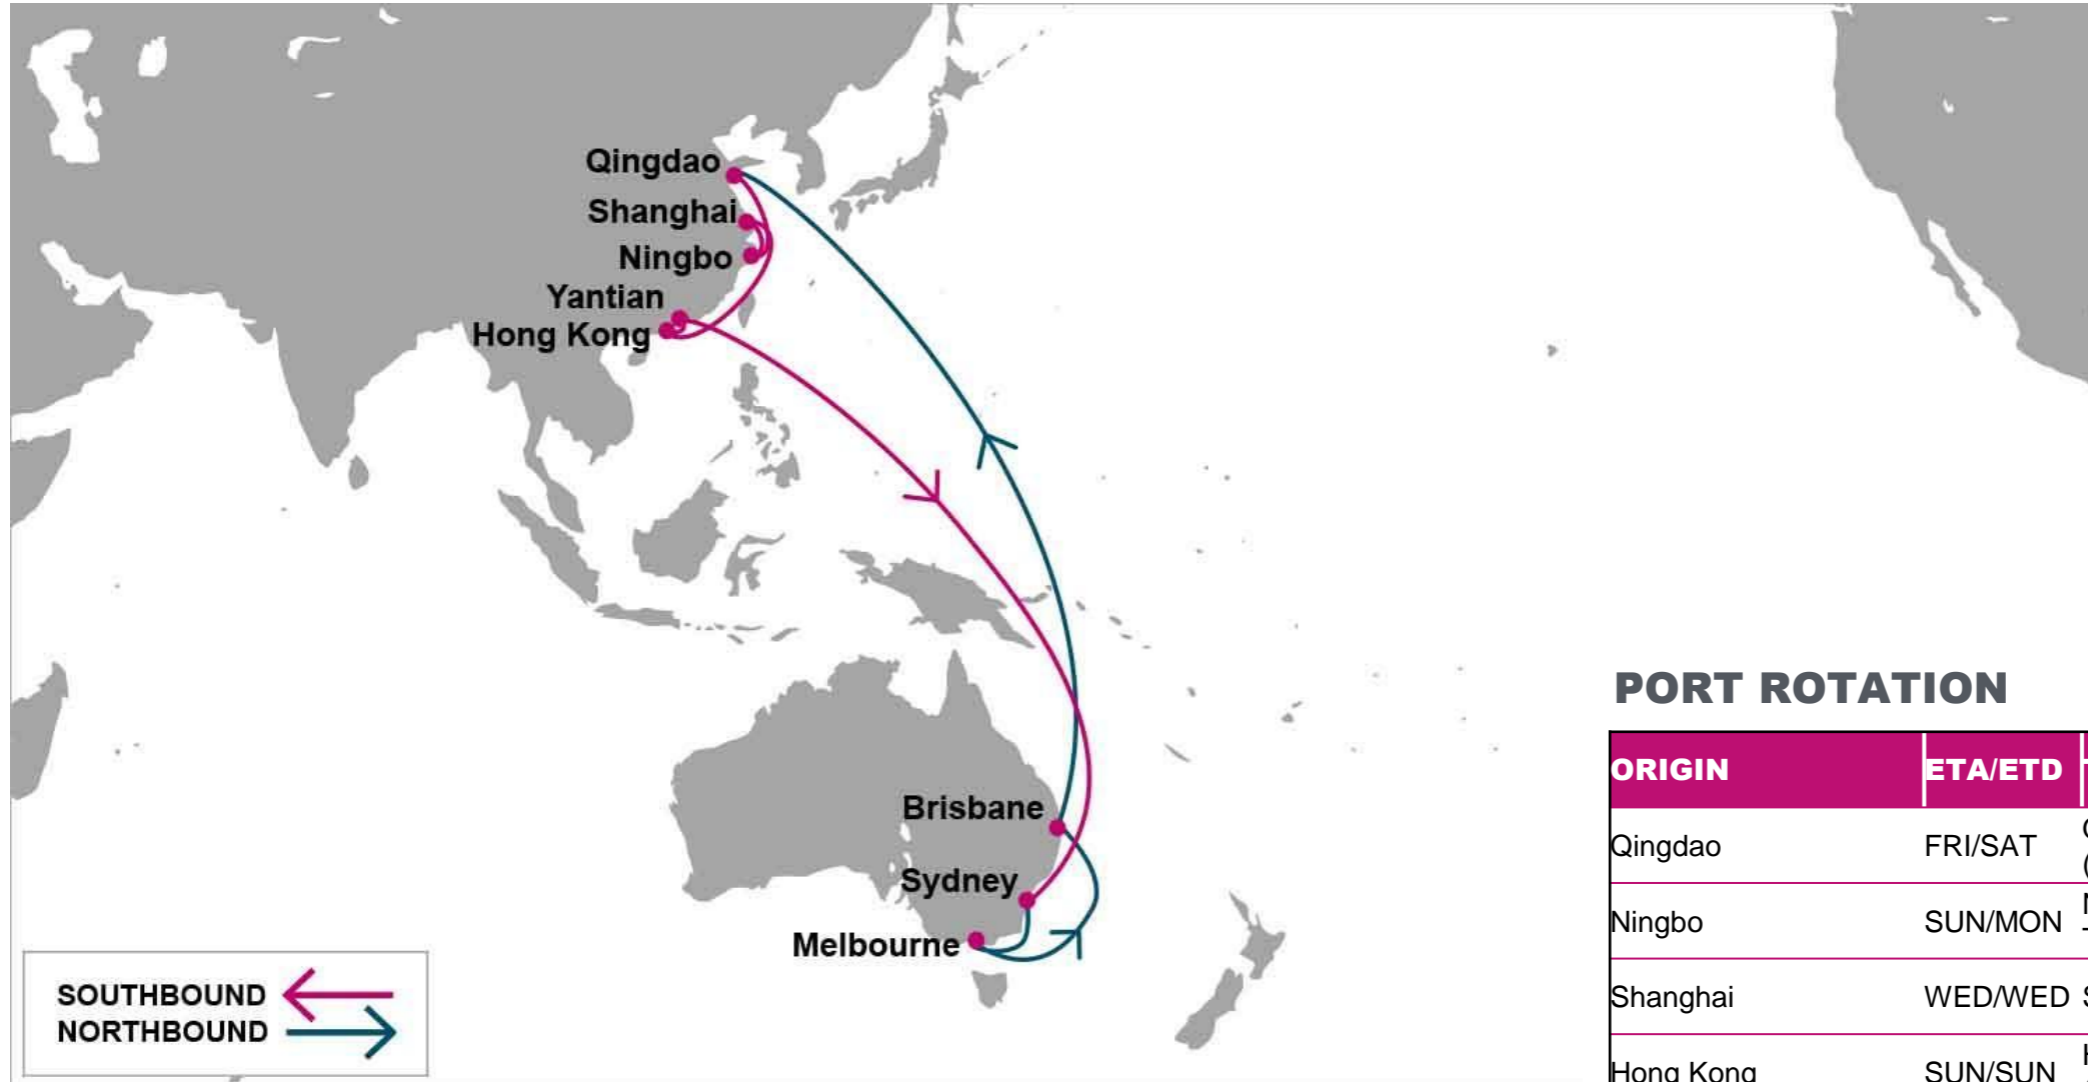 Qingdao
Shanghai
Ningbo
Yantian
Hong Kong
Brisbane
Sydney
Melbourne
SOUTHBOUND
NORTHBOUND
PORT ROTATION
ORIGIN ETA/ETD
Qingdao FRI/SAT
Ningbo SUN/MON
Shanghai WED/WED
Hong Kong SUN/SUN